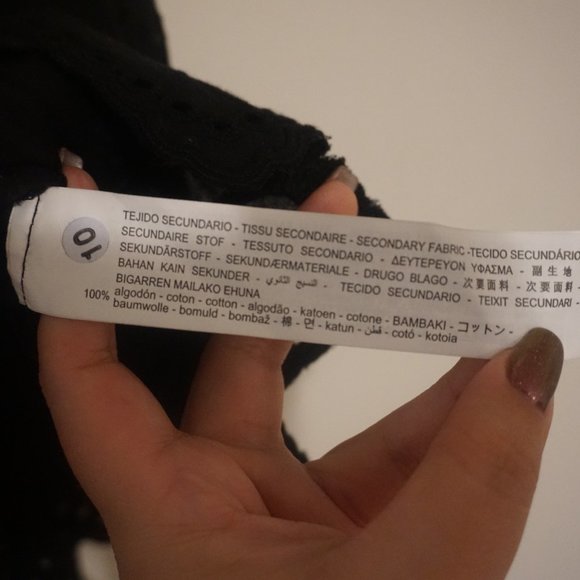 10
TEJIDO SECUNDARIO - TISSU SECONDAIRE - SECONDARY FABRIC - TECIDO SECUNDÁRIO
SECUNDAIRE STOF - TESSUTO SECONDARIO - ΔΕΥΤΕΡΕΥΟΝ ΥΦΑΣΜΑ - 副生地
SEKUNDÄRSTOFF - SEKUNDÆRMATERIALE - DRUGO BLAGO - 次要面料 - 次要面料 -
BAHAN KAIN SEKUNDER - النسيج الثانوي - TECIDO SECUNDARIO - TEIXIT SECUNDARI -
BIGARREN MAILAKO EHUNA
100% algodón - coton - cotton - algodão - katoen - cotone - BAMBAKI - コットン -
baumwolle - bomuld - bombaž - 棉 - 면 - katun - قطن - cotó - kotoia